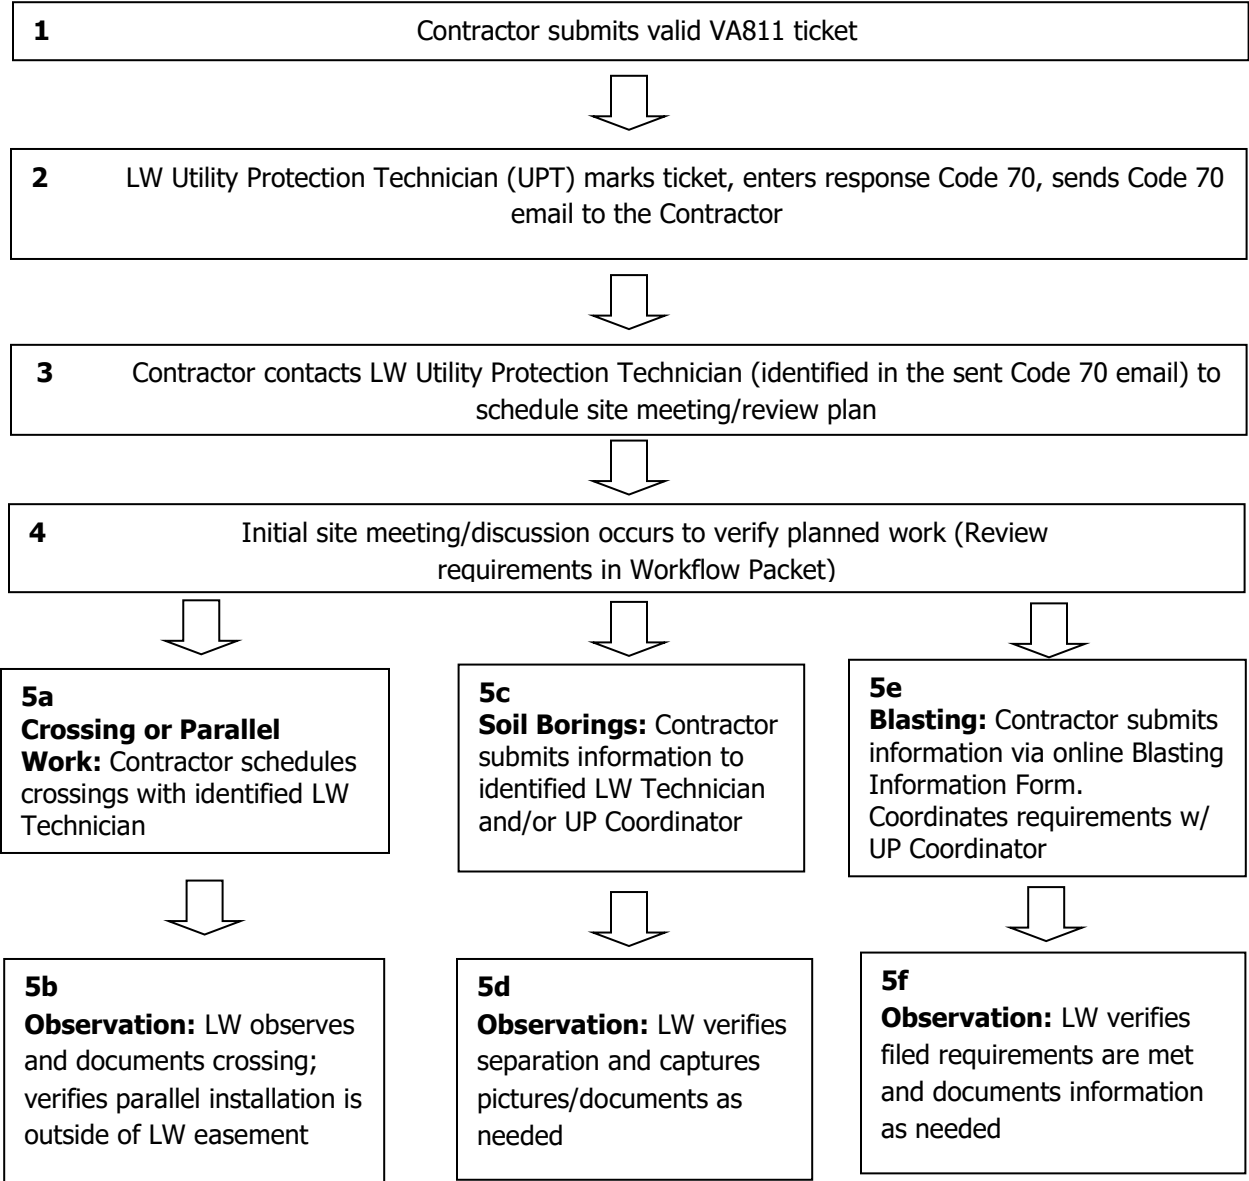 1 Contractor submits valid VA811 ticket
2 LW Utility Protection Technician (UPT) marks ticket, enters response Code 70, sends Code 70
email to the Contractor
3 Contractor contacts LW Utility Protection Technician (identified in the sent Code 70 email) to
schedule site meeting/review plan
4 Initial site meeting/discussion occurs to verify planned work (Review
requirements in Workflow Packet)
5a
Crossing or Parallel
Work: Contractor schedules
crossings with identified LW
Technician
5c
Soil Borings: Contractor
submits information to
identified LW Technician
and/or UP Coordinator
5e
Blasting: Contractor submits
information via online Blasting
Information Form.
Coordinates requirements w/
UP Coordinator
5b
Observation: LW observes
and documents crossing;
verifies parallel installation is
outside of LW easement
5d
Observation: LW verifies
separation and captures
pictures/documents as
needed
5f
Observation: LW verifies
filed requirements are met
and documents information
as needed